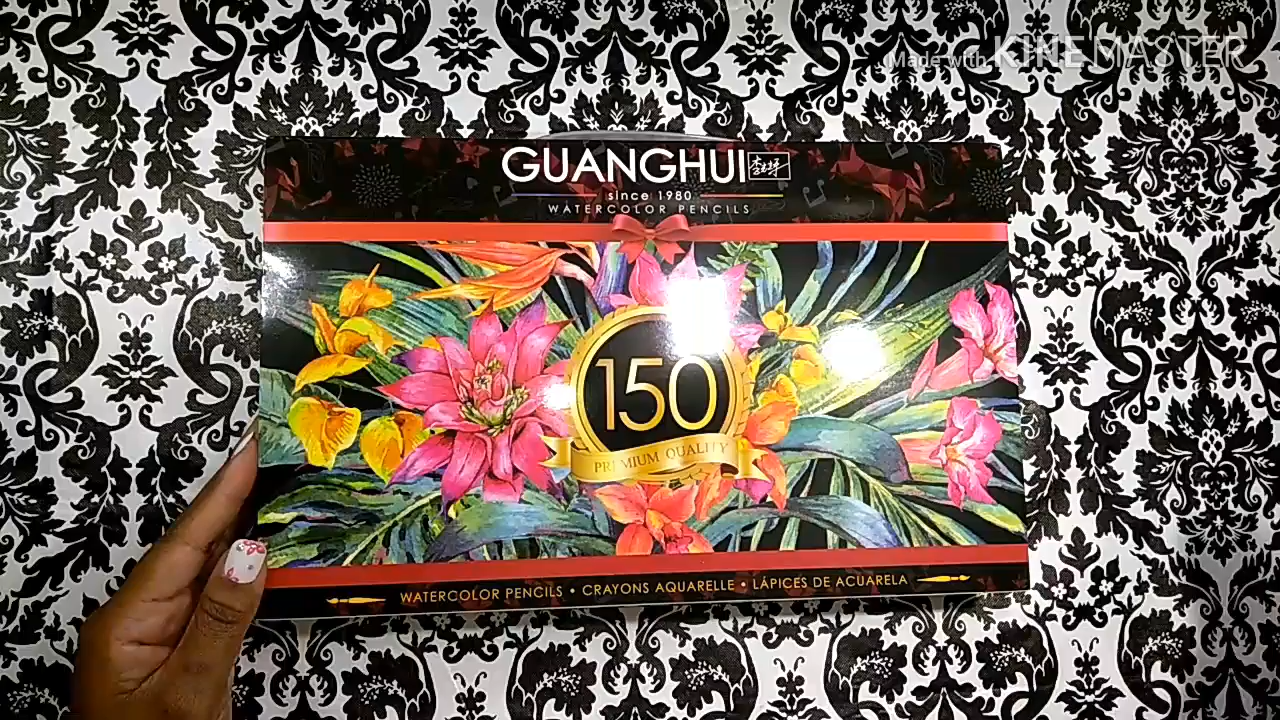 Made with KINEMASTER
GUANGHUI
since 1980
WATERCOLOR PENCILS
150
PREMIUM QUALITY
WATERCOLOR PENCILS • CRAYONS AQUARELLE • LÁPICES DE ACUARELA